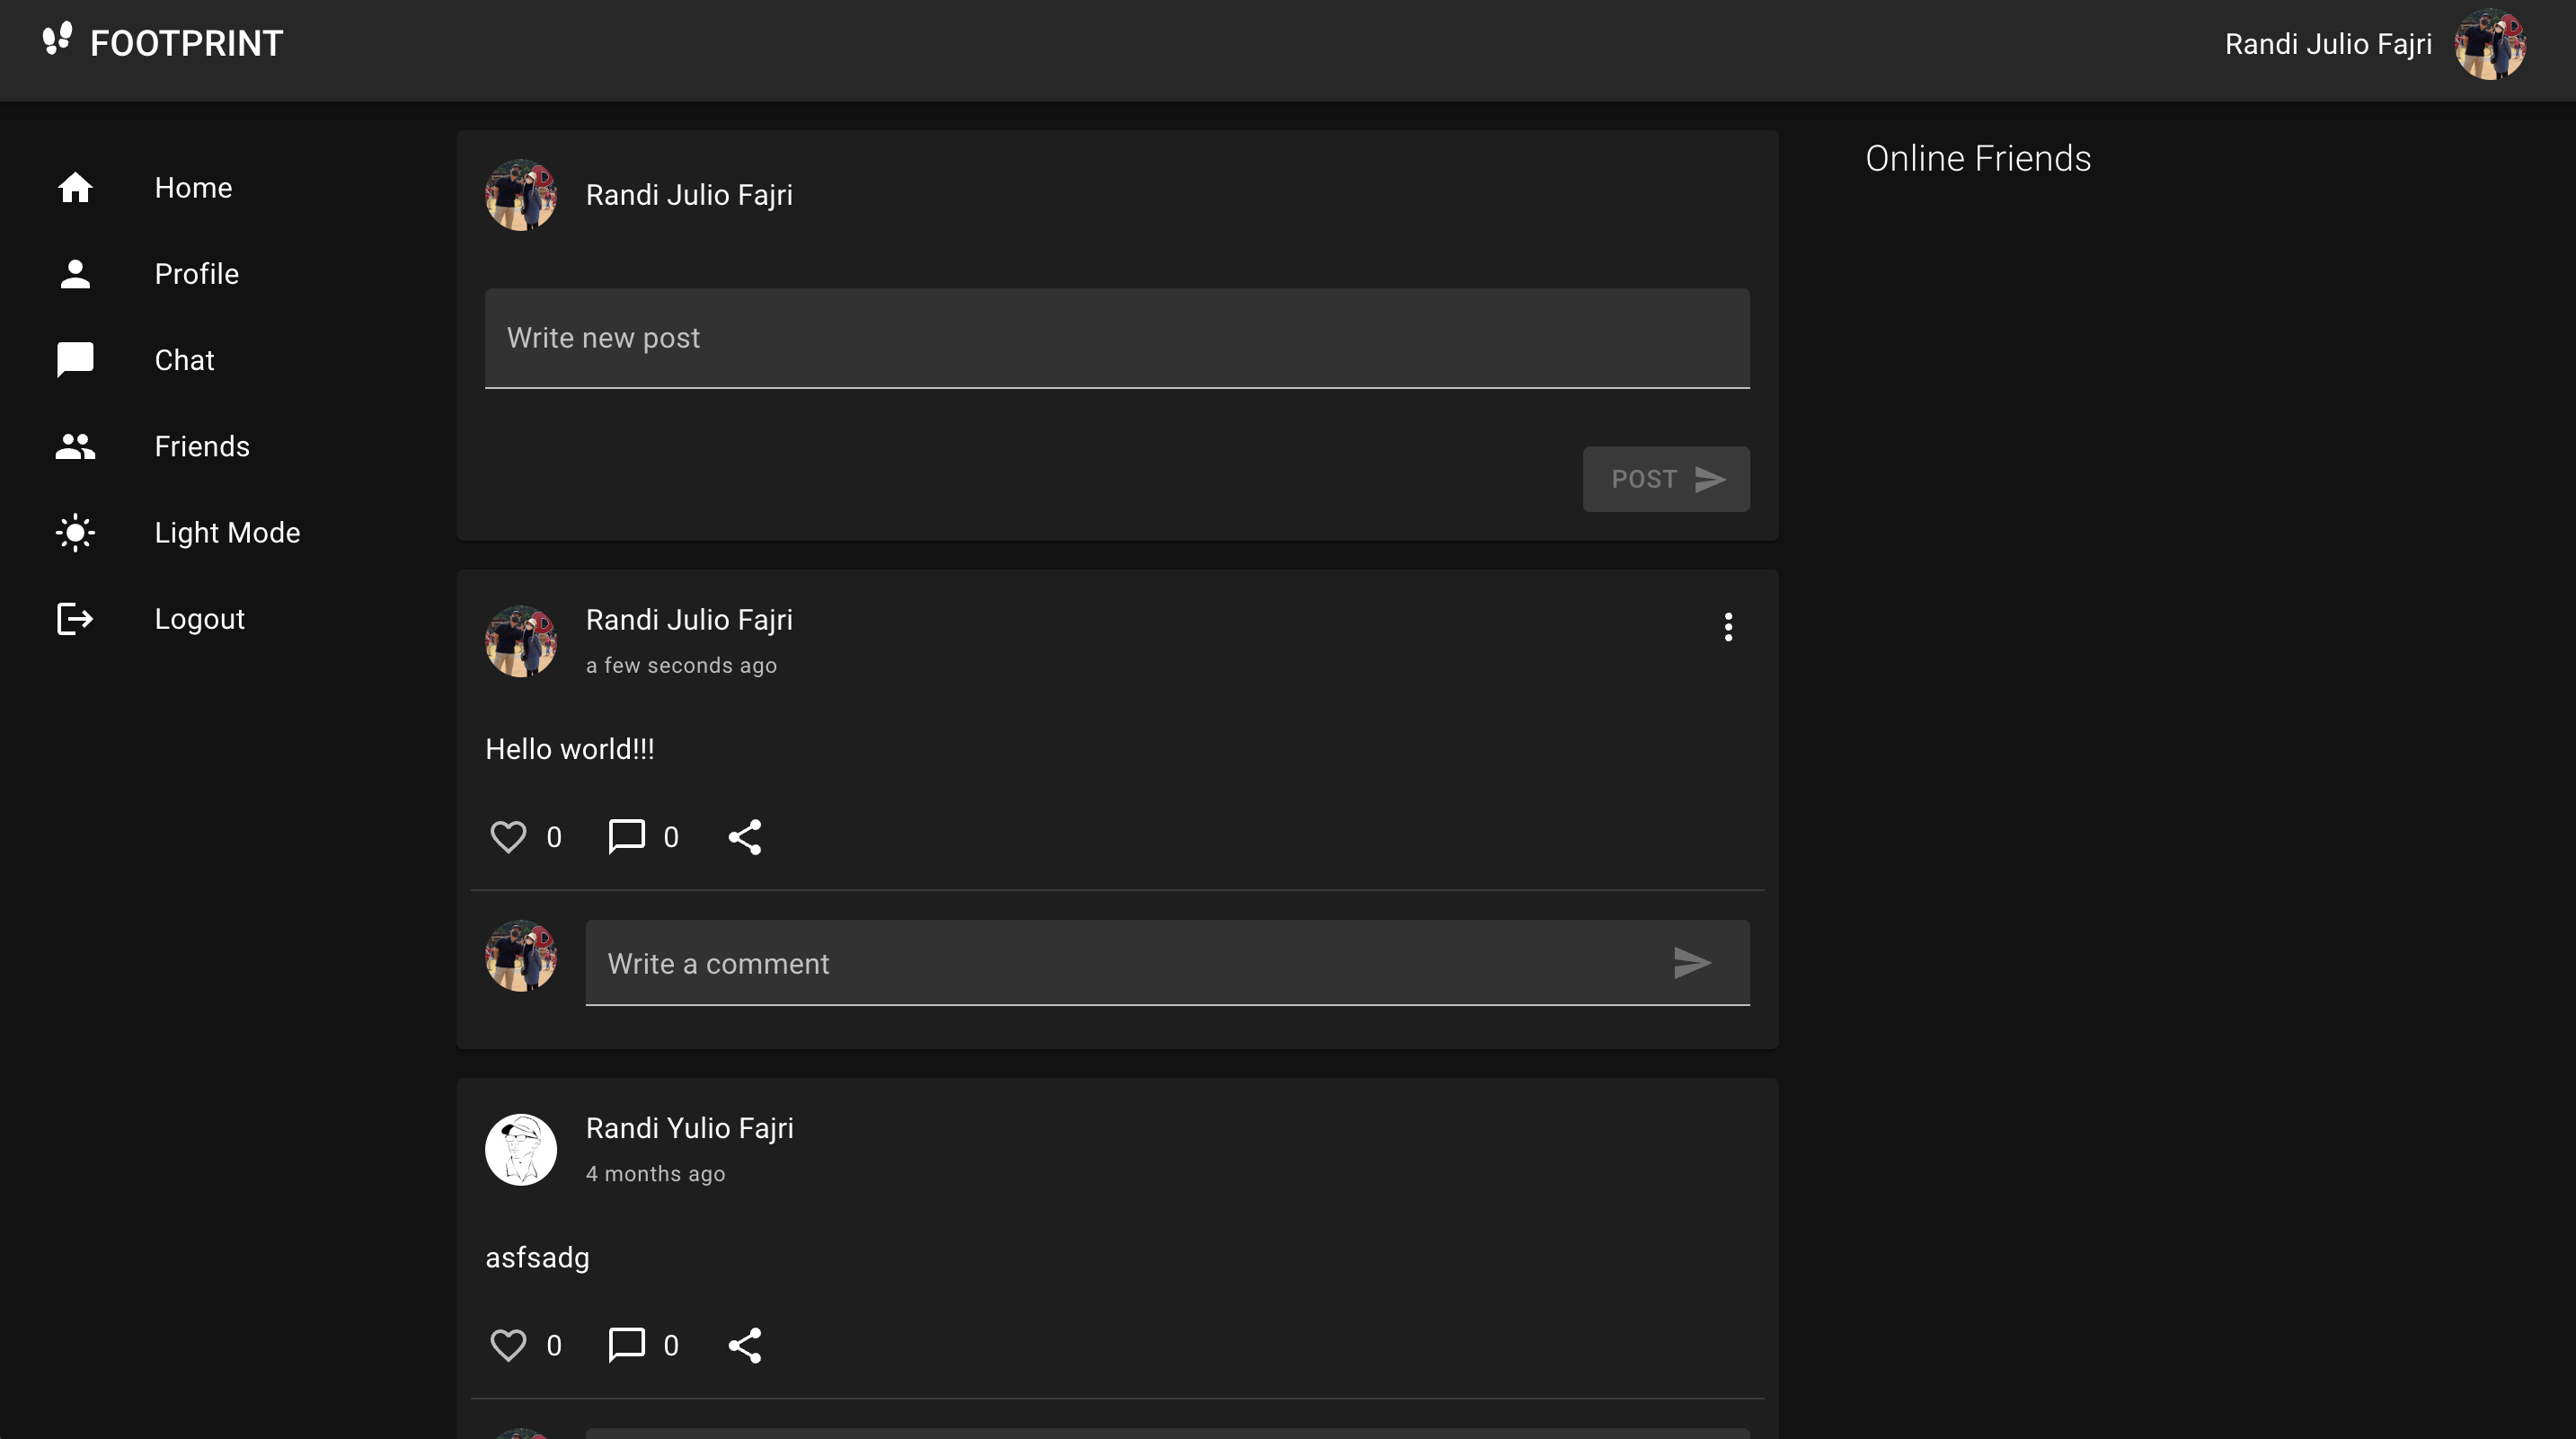 FOOTPRINT
Randi Julio Fajri
Home
Profile
Chat
Friends
Light Mode
Logout
Randi Julio Fajri
Write new post
POST
Randi Julio Fajri
a few seconds ago
Hello world!!!
0 0
Write a comment
Randi Yulio Fajri
4 months ago
asfsadg
0 0
Online Friends